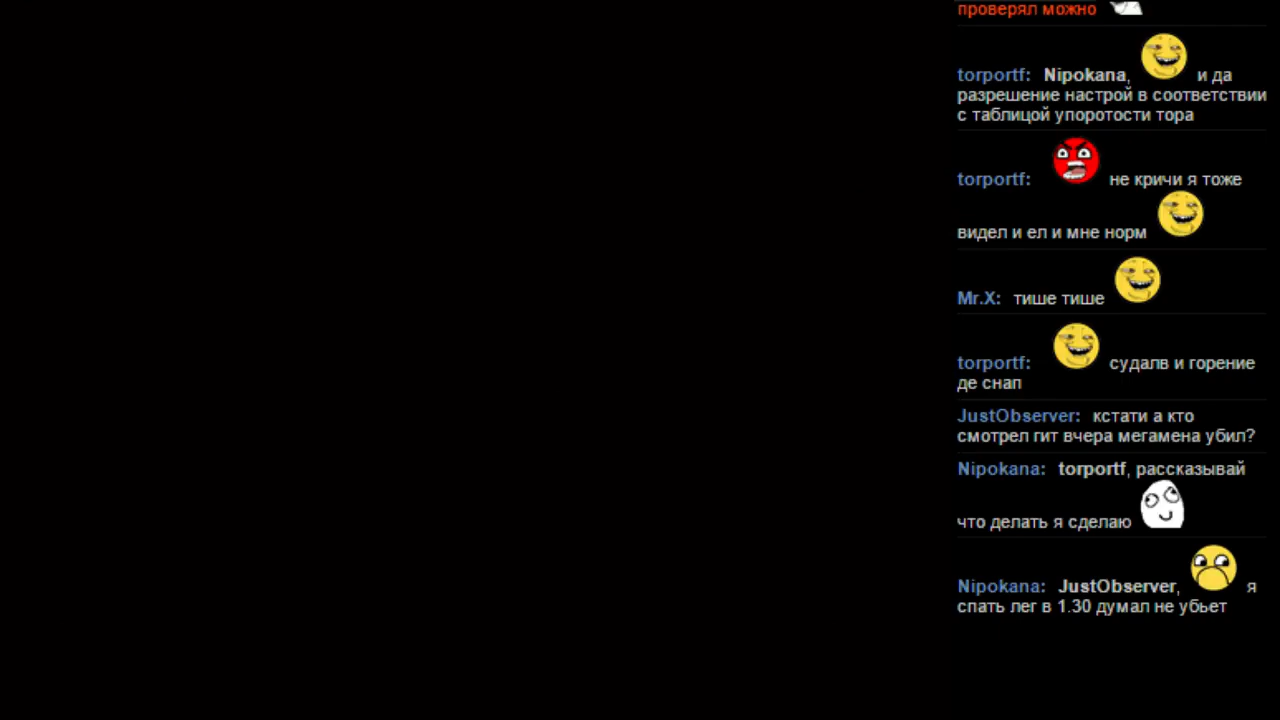 проверял можно
torportf: Nipokana, и да
разрешение настрой в соответствии
с таблицой упоротости тора
torportf: не кричи я тоже
видел и ел и мне норм
Mr.X: тише тише
torportf: судалв и горение
де снап
JustObserver: кстати а кто
смотрел гит вчера мегамена убил?
Nipokana: torportf, рассказывай
что делать я сделаю
Nipokana: JustObserver, я
спать лег в 1.30 думал не убьет